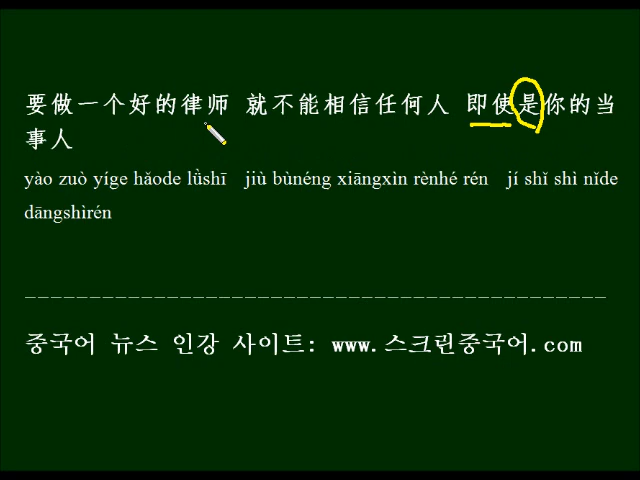 要做一个好的律师 就不能相信任何人 即使是你的当
事人
yào zuò yíge hǎode lǜshī jiù bùnéng xiāngxìn rènhé rén jí shǐ shì nǐde
dāngshìrén
----------------------------------------------
중국어 뉴스 인강 사이트: www.스크린중국어.com